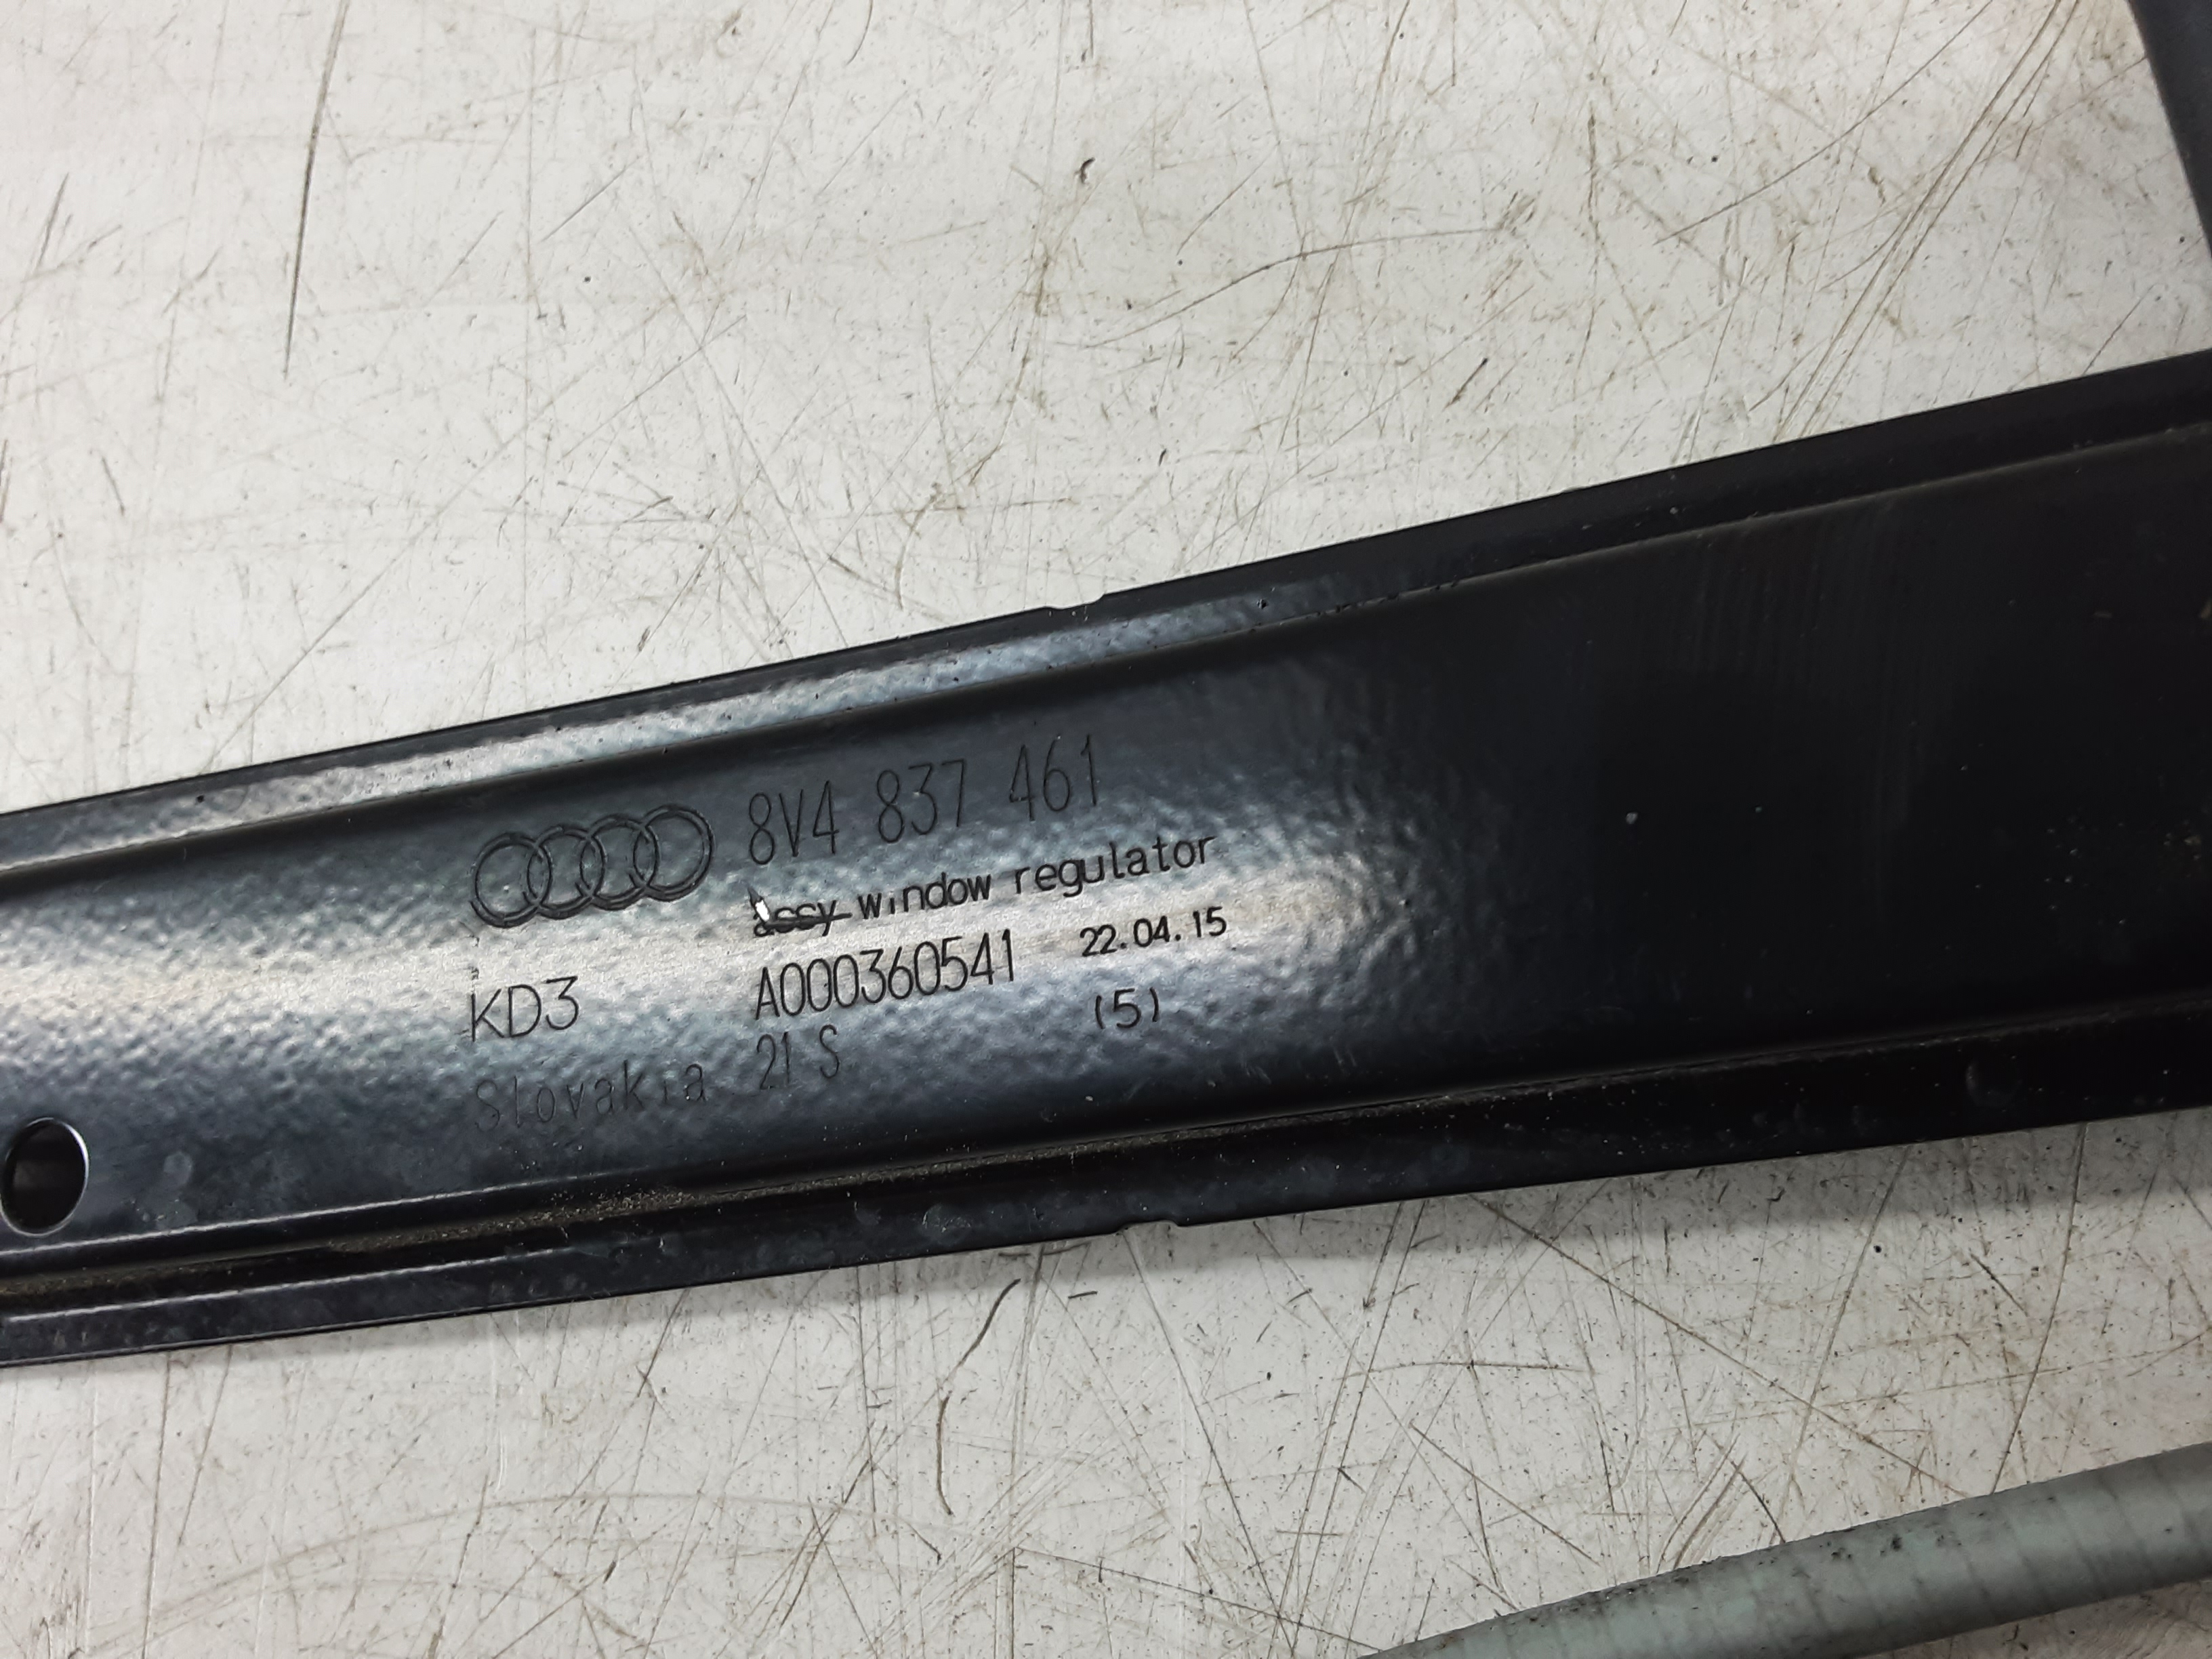 8V4 837 461
assy window regulator
KD3 A000360541 22.04.15
Slovakia 21 S (5)